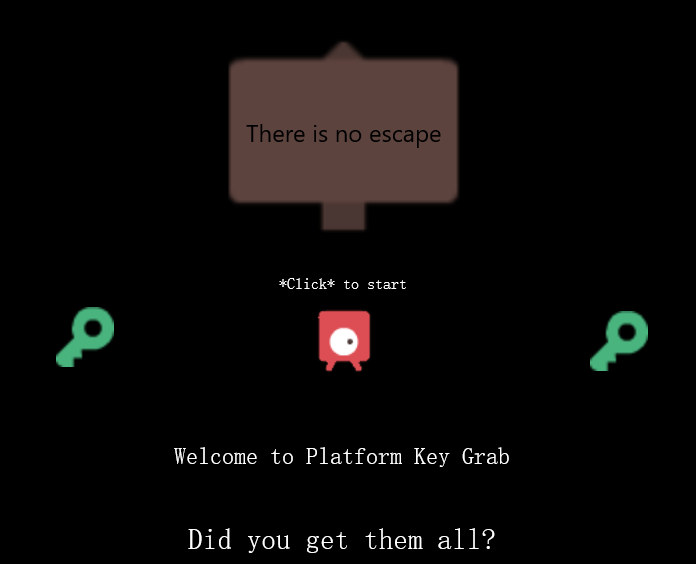 There is no escape
*Click* to start
Welcome to Platform Key Grab
Did you get them all?